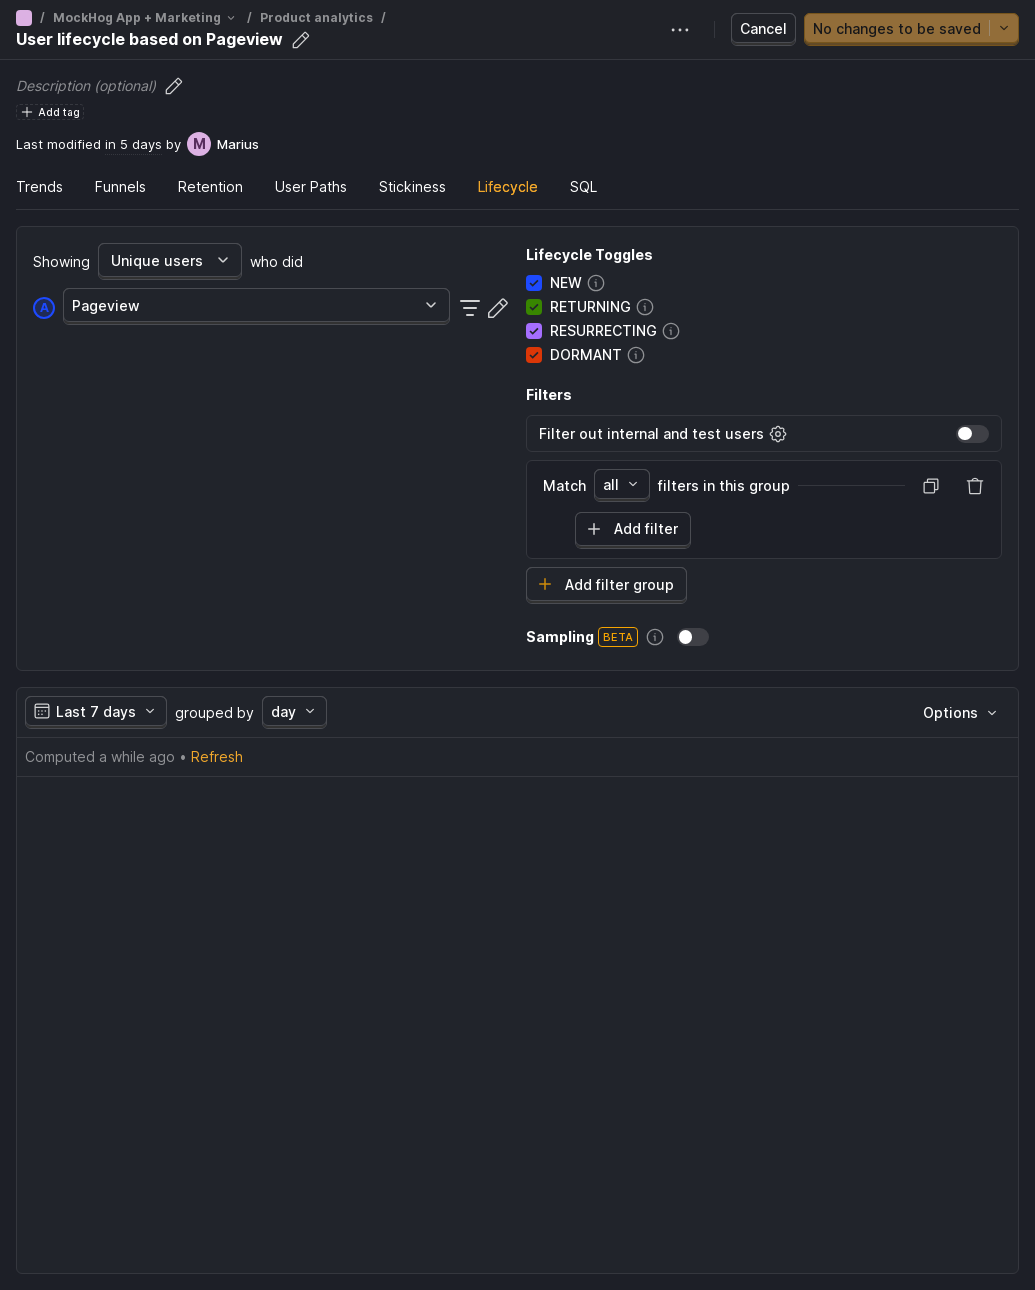 / MockHog App + Marketing / Product analytics /
User lifecycle based on Pageview
Cancel
No changes to be saved
Description (optional)
Add tag
Last modified in 5 days by M Marius
Trends Funnels Retention User Paths Stickiness Lifecycle SQL
Showing Unique users who did
A Pageview
Lifecycle Toggles
NEW
RETURNING
RESURRECTING
DORMANT
Filters
Filter out internal and test users
Match all filters in this group
Add filter
Add filter group
Sampling BETA
Last 7 days grouped by day
Options
Computed a while ago • Refresh